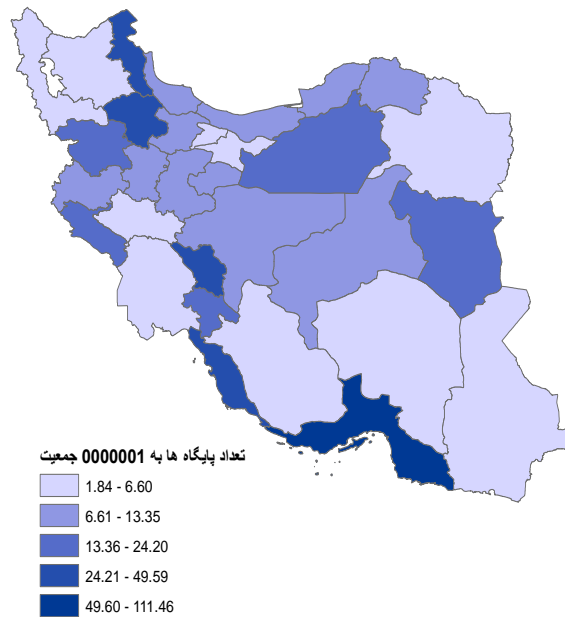 تعداد پایگاه ها به 0000001 جمعیت
1.84 - 6.60
6.61 - 13.35
13.36 - 24.20
24.21 - 49.59
49.60 - 111.46